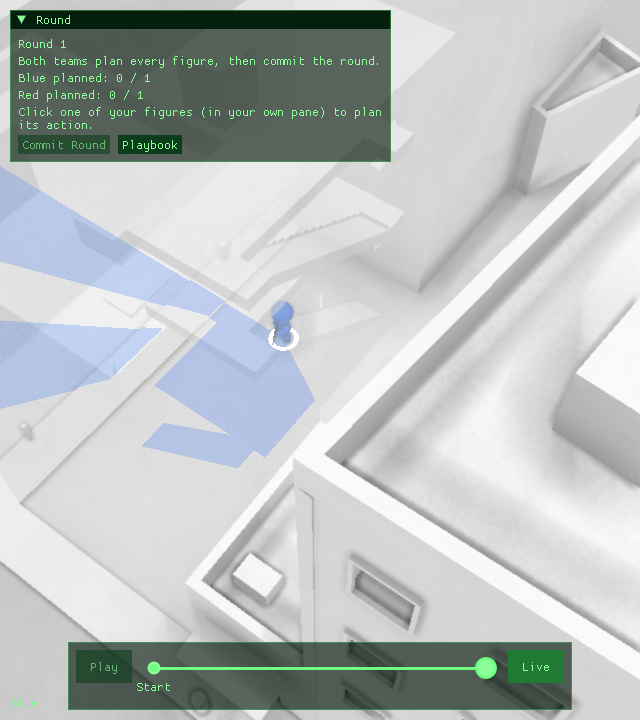 Round
Round 1
Both teams plan every figure, then commit the round.
Blue planned: 0 / 1
Red planned: 0 / 1
Click one of your figures (in your own pane) to plan
its action.
Commit Round Playbook
Play Live
Start